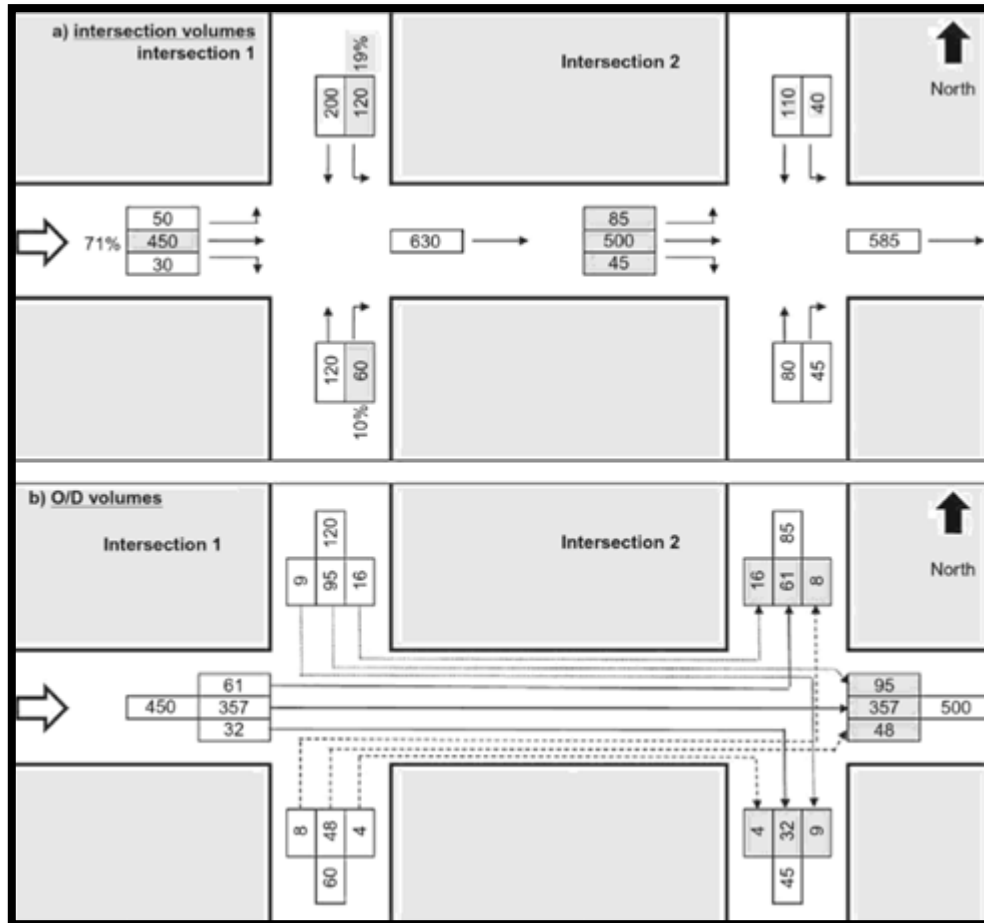 a) intersection volumes
intersection 1
19%
200 120
Intersection 2
110 40
North
50
71% 450
30
630
85
500
45
585
120 60
10%
80 45
b) O/D volumes
Intersection 1
120
9 95 16
Intersection 2
85
16 61 8
North
61
450 357
32
95
357 500
48
8 48 4
60
4 32 9
45